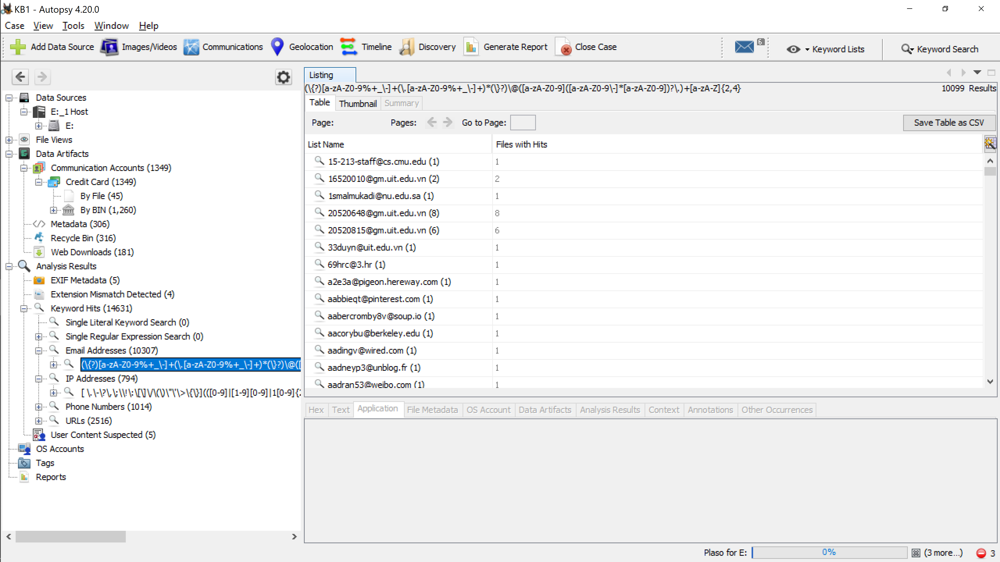 KB1 - Autopsy 4.20.0
Case View Tools Window Help
Add Data Source Images/Videos Communications Geolocation Timeline Discovery Generate Report Close Case 6 Keyword Lists Keyword Search
Data Sources
E:_1 Host
E:
File Views
Data Artifacts
Communication Accounts (1349)
Credit Card (1349)
By File (45)
By BIN (1,260)
Metadata (306)
Recycle Bin (316)
Web Downloads (181)
Analysis Results
EXIF Metadata (5)
Extension Mismatch Detected (4)
Keyword Hits (14631)
Single Literal Keyword Search (0)
Single Regular Expression Search (0)
Email Addresses (10307)
(\{?)[a-zA-Z0-9%+_\-]+(\.[a-zA-Z0-9%+_\-]+)*(\}?)\@([
IP Addresses (794)
Phone Numbers (1014)
URLs (2516)
User Content Suspected (5)
OS Accounts
Tags
Reports
Listing
(\{?)[a-zA-Z0-9%+_\-]+(\.[a-zA-Z0-9%+_\-]+)*(\}?)\@([a-zA-Z0-9]([a-zA-Z0-9\-]*[a-zA-Z0-9])?\.)+[a-zA-Z]{2,4} 10099 Results
Table Thumbnail Summary
Page: Pages: Go to Page: Save Table as CSV
List Name Files with Hits
15-213-staff@cs.cmu.edu (1) 1
16520010@gm.uit.edu.vn (2) 2
1smalmukadi@nu.edu.sa (1) 1
20520648@gm.uit.edu.vn (8) 8
20520815@gm.uit.edu.vn (6) 6
33duyn@uit.edu.vn (1) 1
69hrc@3.hr (1) 1
a2e3a@pigeon.hereway.com (1) 1
aabbieqt@pinterest.com (1) 1
aabercromby8v@soup.io (1) 1
aacorybu@berkeley.edu (1) 1
aadingv@wired.com (1) 1
aadneyp3@unblog.fr (1) 1
aadran53@weibo.com (1) 1
Hex Text Application File Metadata OS Account Data Artifacts Analysis Results Context Annotations Other Occurrences
Plaso for E: 0% (3 more...) 3